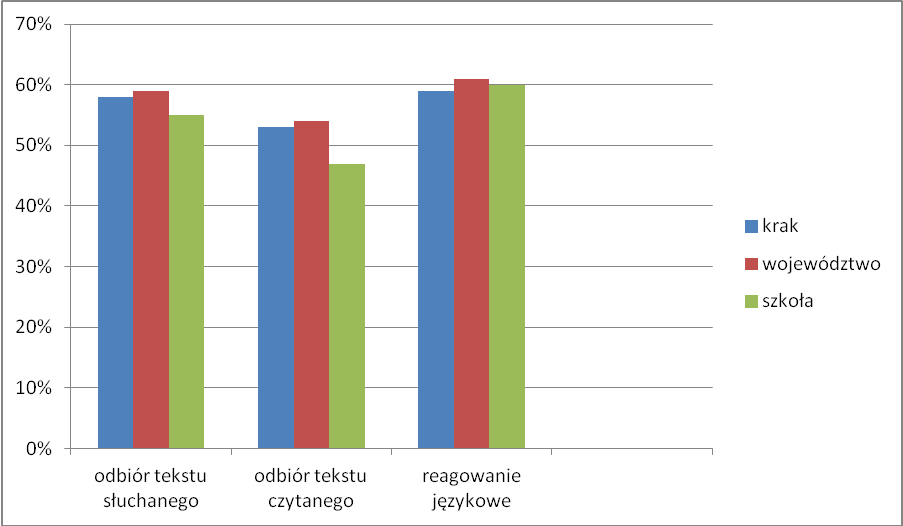 70%
60%
50%
40%
30%
20%
10%
0%
odbiór tekstu
słuchanego
odbiór tekstu
czytanego
reagowanie
językowe
krak
województwo
szkoła